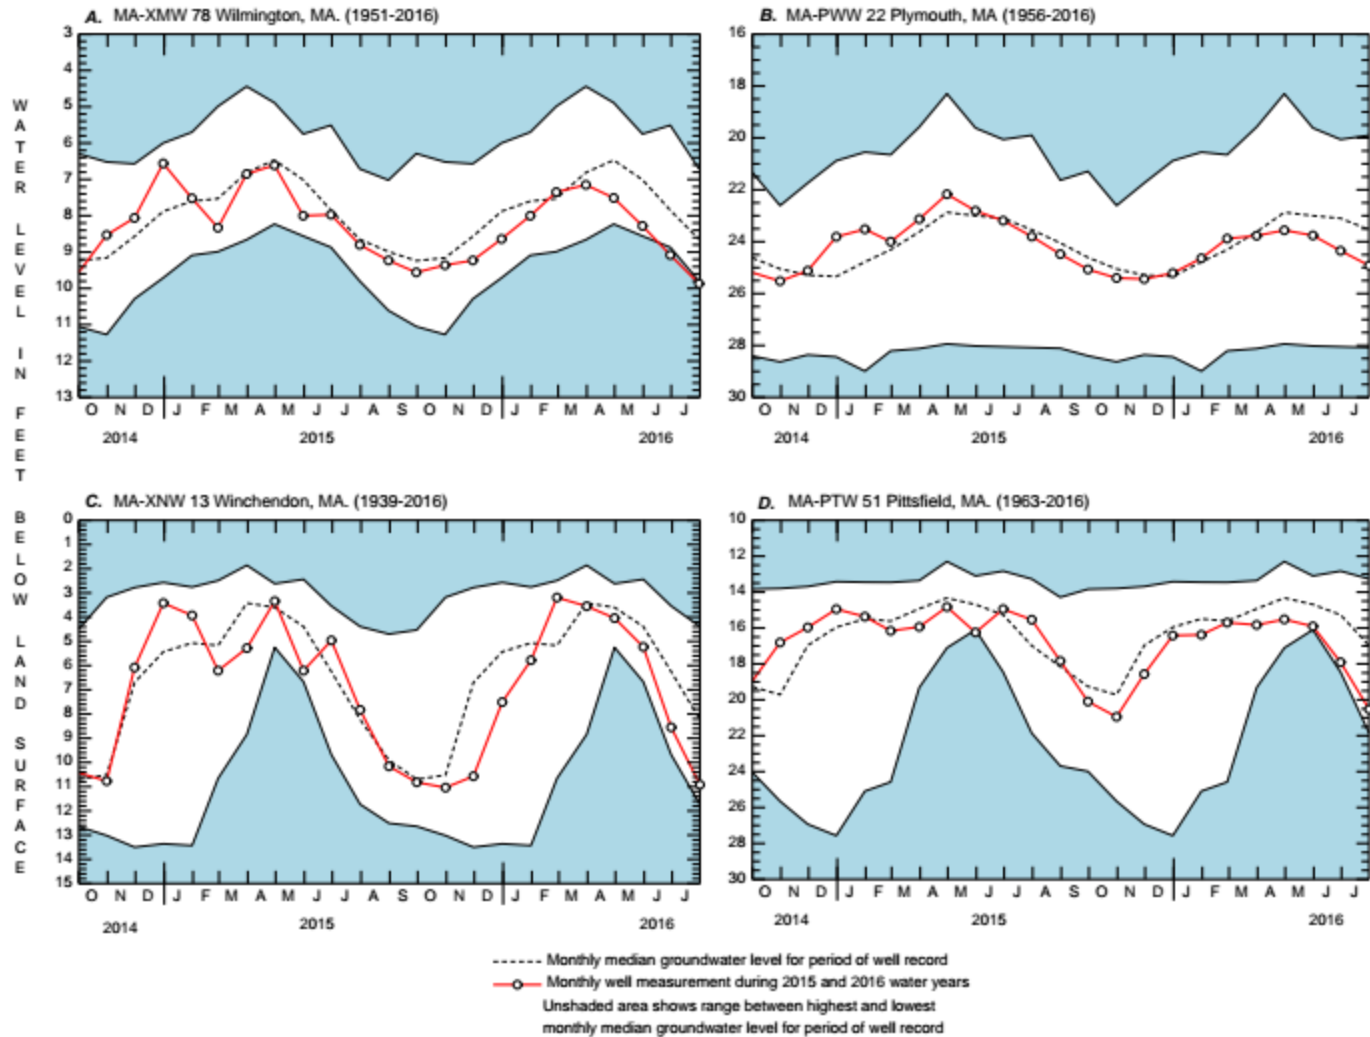 A. MA-XMW 78 Wilmington, MA. (1951-2016)
B. MA-PWW 22 Plymouth, MA (1956-2016)
WATER LEVEL IN FEET BELOW LAND SURFACE
3
4
5
6
7
8
9
10
11
12
13
O N D J F M A M J J A S O N D J F M A M J J
2014 2015 2016
16
18
20
22
24
26
28
30
O N D J F M A M J J A S O N D J F M A M J J
2014 2015 2016
C. MA-XNW 13 Winchendon, MA. (1939-2016)
D. MA-PTW 51 Pittsfield, MA. (1963-2016)
0
1
2
3
4
5
6
7
8
9
10
11
12
13
14
15
O N D J F M A M J J A S O N D J F M A M J J
2014 2015 2016
10
12
14
16
18
20
22
24
26
28
30
O N D J F M A M J J A S O N D J F M A M J J
2014 2015 2016
Monthly median groundwater level for period of well record
Monthly well measurement during 2015 and 2016 water years
Unshaded area shows range between highest and lowest
monthly median groundwater level for period of well record